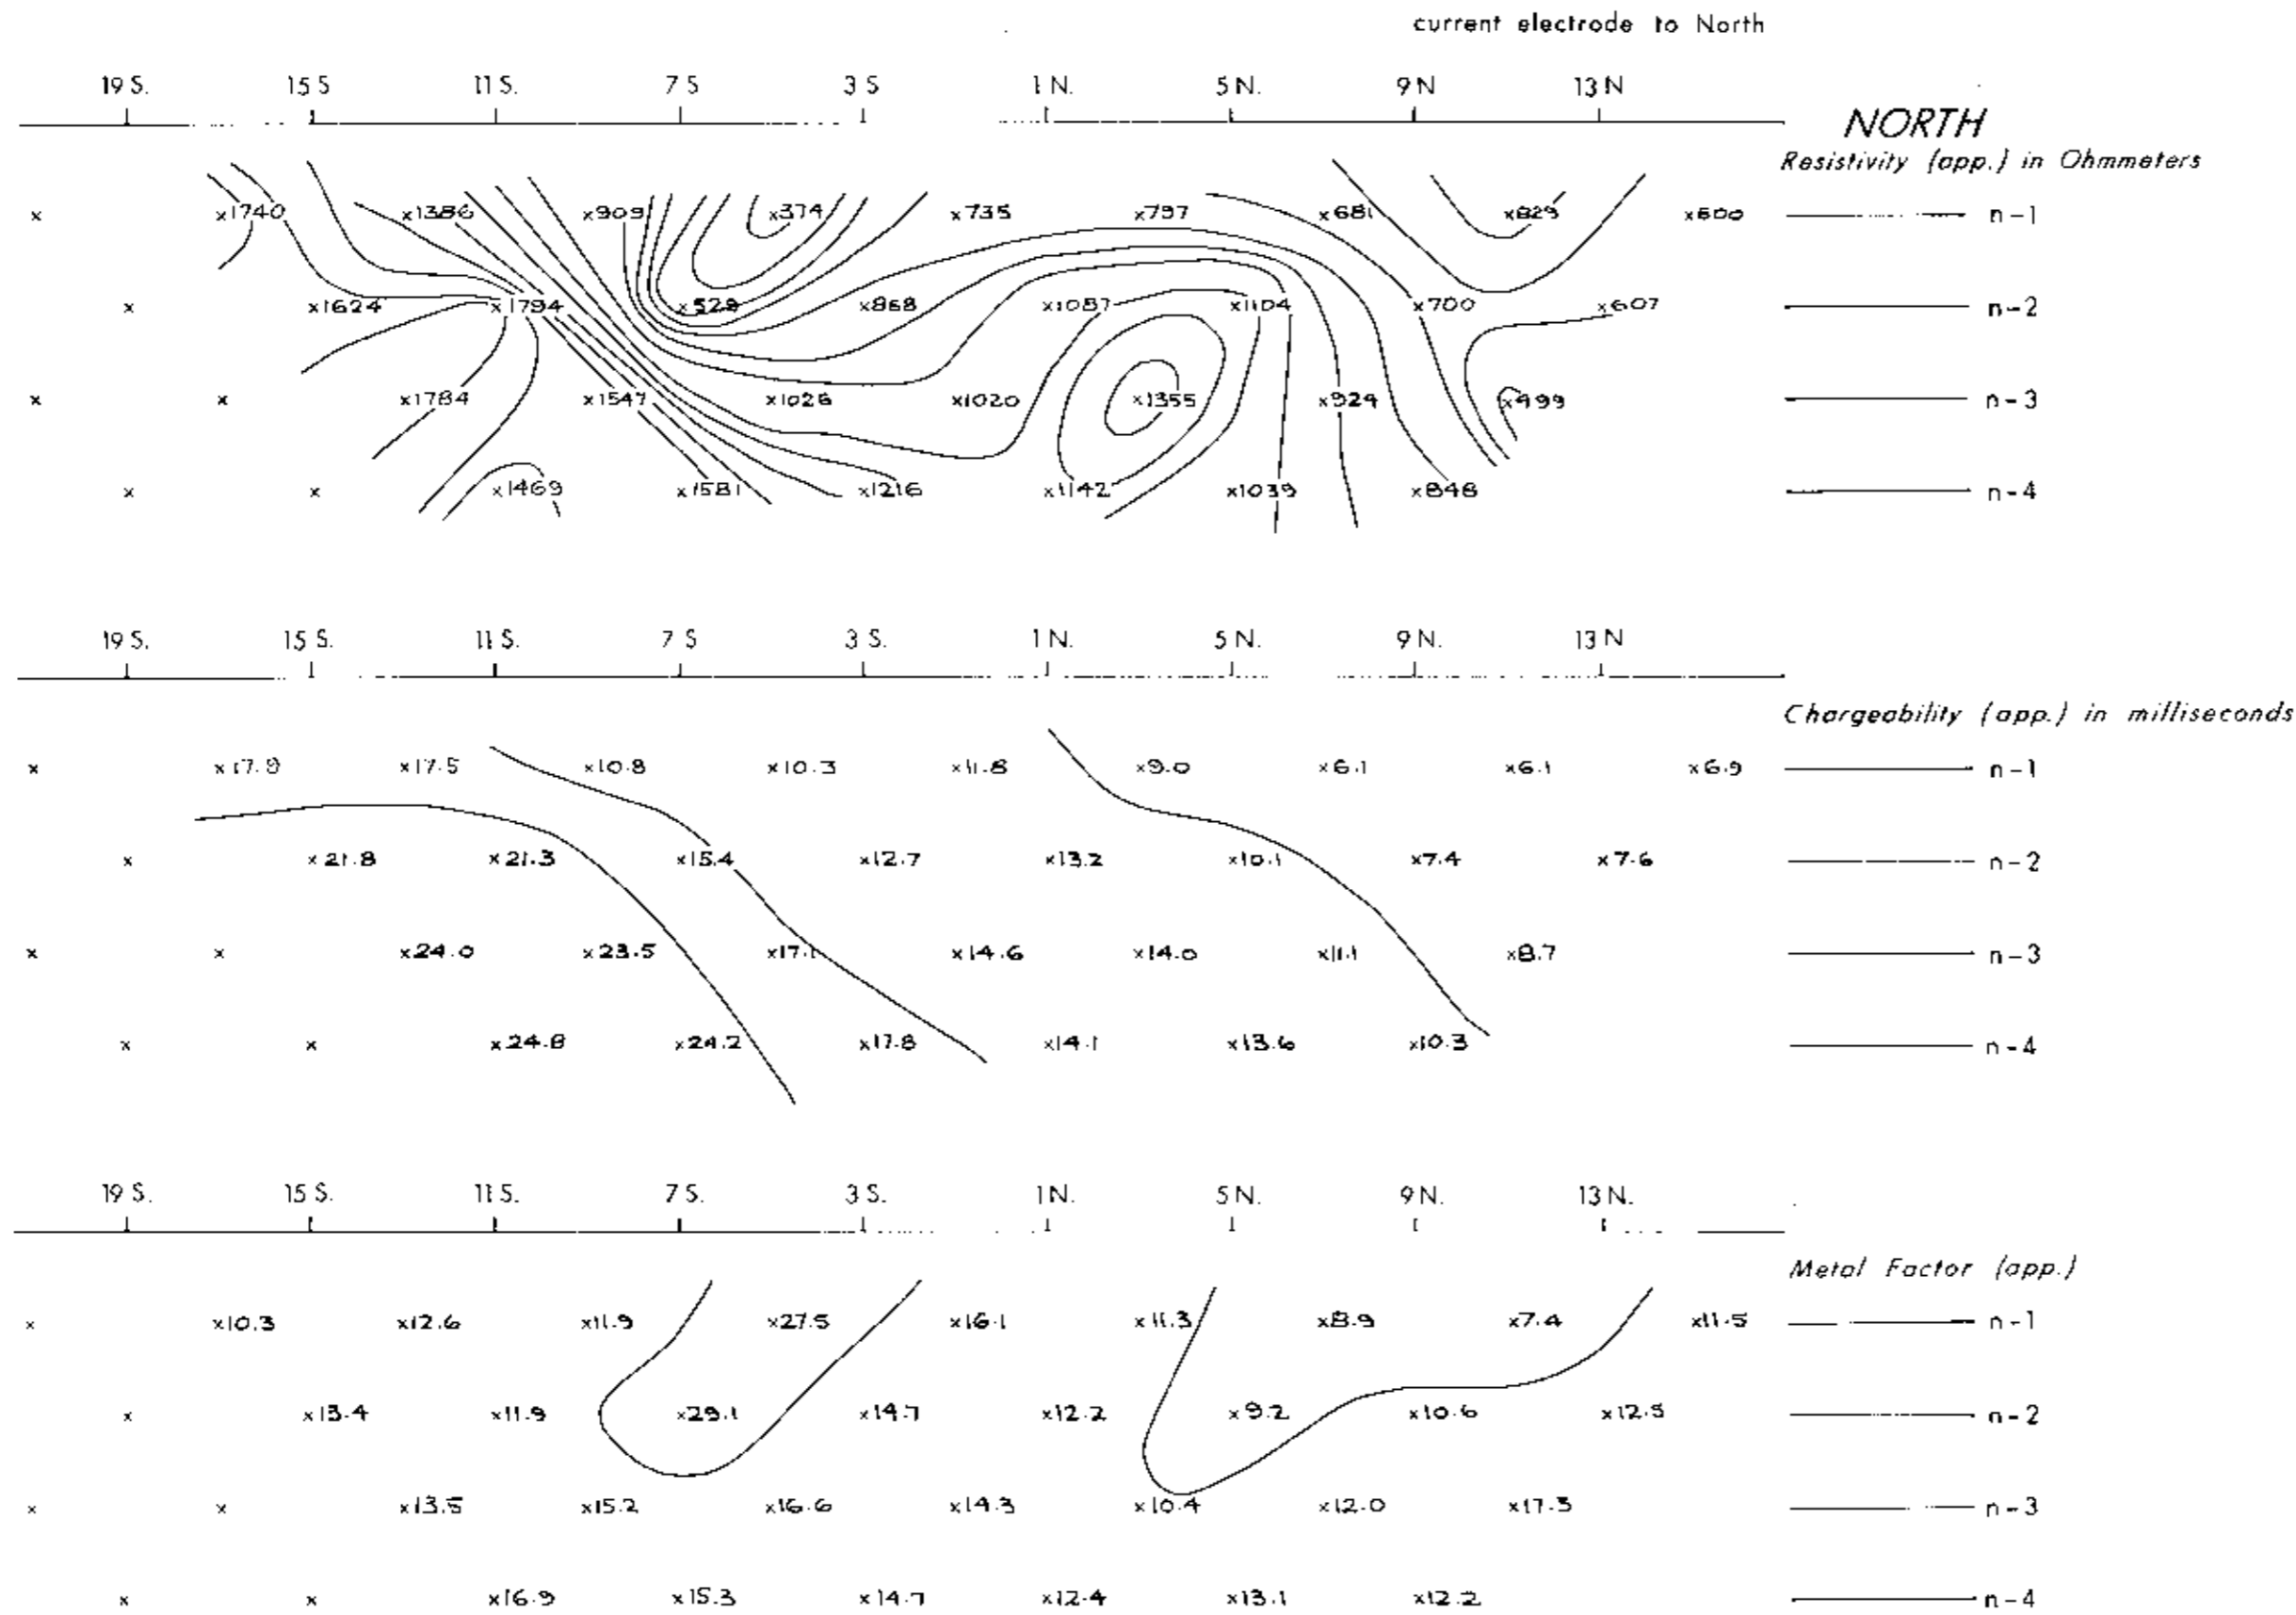 current electrode to North
19 S. 15 S 11 S. 7 S 3 S 1 N. 5 N. 9 N 13 N
NORTH
Resistivity (app.) in Ohmmeters
x x1740 x1386 x909 x374 x735 x797 x681 x829 x600 n-1
x x1624 x1794 x528 x868 x1087 x1104 x700 x607 n-2
x x x1784 x1547 x1026 x1020 x1355 x924 x499 n-3
x x x1469 x1581 x1216 x1142 x1039 x848 n-4
19 S. 15 S. 11 S. 7 S 3 S. 1 N. 5 N. 9 N. 13 N
Chargeability (app.) in milliseconds
x x17.8 x17.5 x10.8 x10.3 x11.8 x9.0 x6.1 x6.1 x6.9 n-1
x x21.8 x21.3 x15.4 x12.7 x13.2 x10.1 x7.4 x7.6 n-2
x x x24.0 x23.5 x17.1 x14.6 x14.0 x11.1 x8.7 n-3
x x x24.8 x24.2 x17.8 x14.1 x13.6 x10.3 n-4
19 S. 15 S. 11 S. 7 S. 3 S. 1 N. 5 N. 9 N. 13 N.
Metal Factor (app.)
x x10.3 x12.6 x11.9 x27.5 x16.1 x11.3 x8.9 x7.4 x11.5 n-1
x x13.4 x11.9 x29.1 x14.7 x12.2 x9.2 x10.6 x12.5 n-2
x x x13.5 x15.2 x16.6 x14.3 x10.4 x12.0 x17.3 n-3
x x x16.9 x15.3 x14.7 x12.4 x13.1 x12.2 n-4